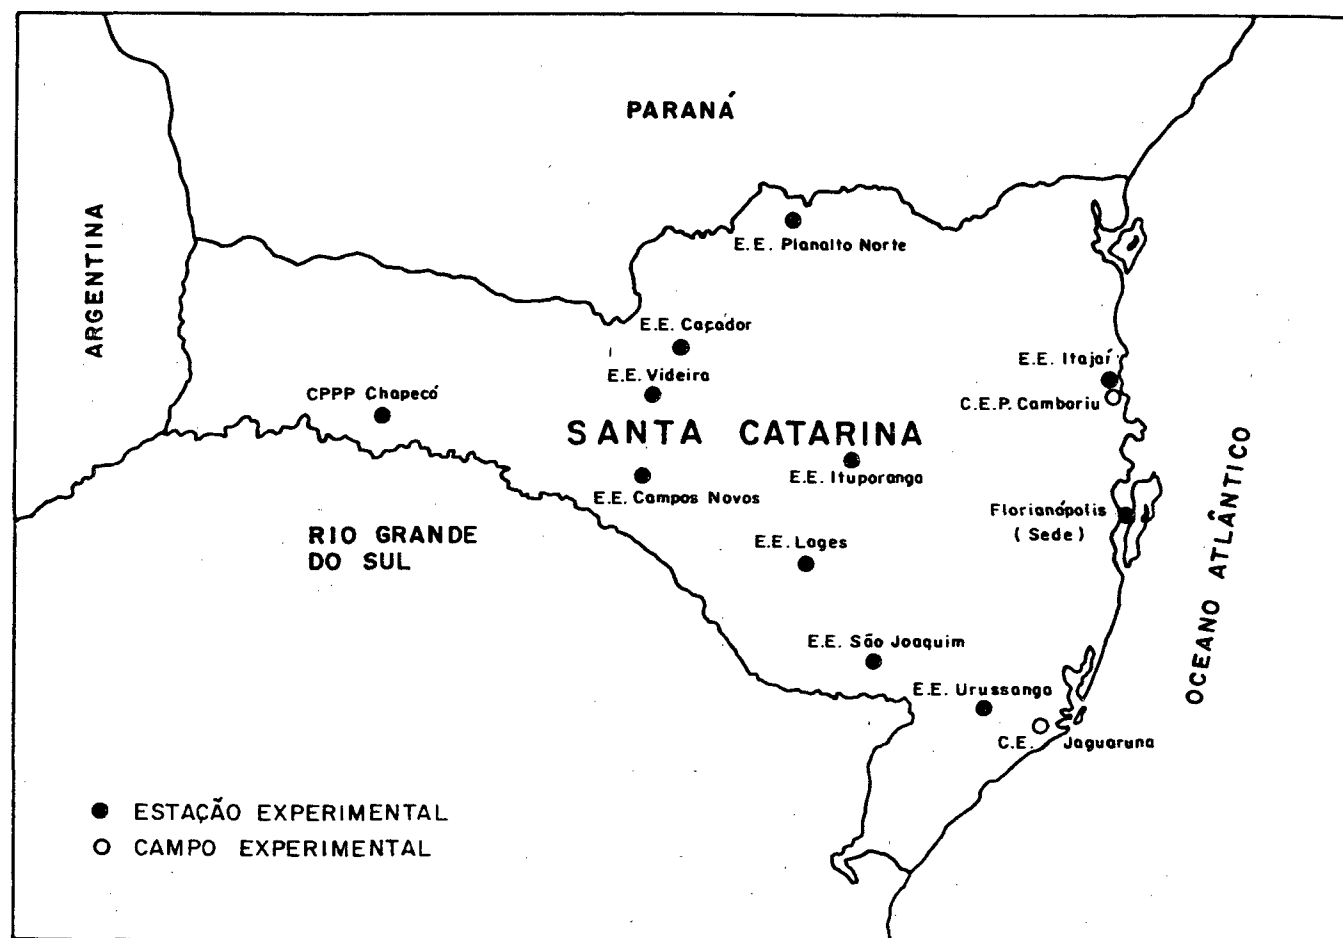 PARANÁ
ARGENTINA
E.E. Planalto Norte
E.E. Caçador
E.E. Videira
CPPP Chapecó
E.E. Itajaí
C.E.P. Camboriu
SANTA CATARINA
E.E. Ituporanga
E.E. Campos Novos
Florianópolis
(Sede)
OCEANO ATLÂNTICO
RIO GRANDE
DO SUL
E.E. Lages
E.E. São Joaquim
E.E. Urussanga
C.E. Jaguaruna
ESTAÇÃO EXPERIMENTAL
CAMPO EXPERIMENTAL